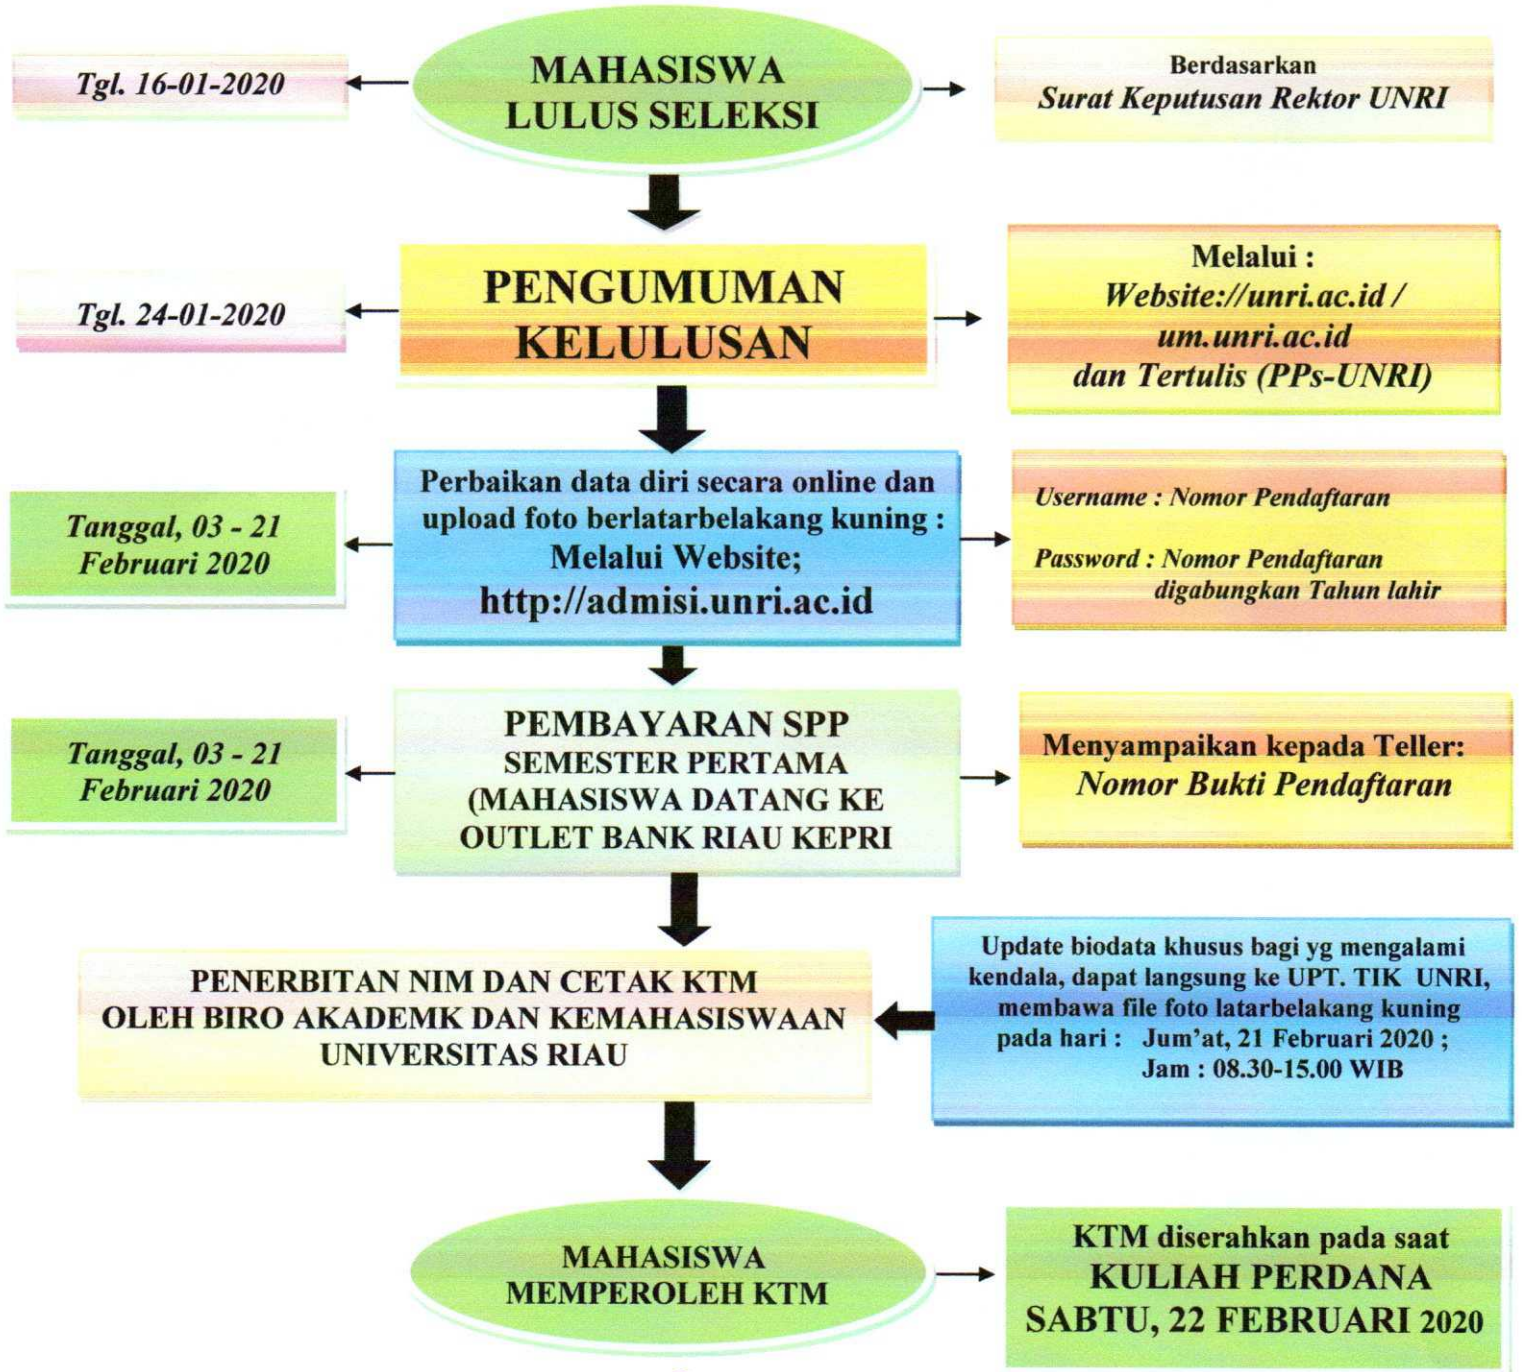 Tgl. 16-01-2020
MAHASISWA
LULUS SELEKSI
Berdasarkan
Surat Keputusan Rektor UNRI
Tgl. 24-01-2020
PENGUMUMAN
KELULUSAN
Melalui :
Website://unri.ac.id /
um.unri.ac.id
dan Tertulis (PPs-UNRI)
Tanggal, 03 - 21
Februari 2020
Perbaikan data diri secara online dan
upload foto berlatarbelakang kuning :
Melalui Website;
http://admisi.unri.ac.id
Username : Nomor Pendaftaran
Password : Nomor Pendaftaran
digabungkan Tahun lahir
Tanggal, 03 - 21
Februari 2020
PEMBAYARAN SPP
SEMESTER PERTAMA
(MAHASISWA DATANG KE
OUTLET BANK RIAU KEPRI
Menyampaikan kepada Teller:
Nomor Bukti Pendaftaran
PENERBITAN NIM DAN CETAK KTM
OLEH BIRO AKADEMK DAN KEMAHASISWAAN
UNIVERSITAS RIAU
Update biodata khusus bagi yg mengalami
kendala, dapat langsung ke UPT. TIK UNRI,
membawa file foto latarbelakang kuning
pada hari : Jum'at, 21 Februari 2020 ;
Jam : 08.30-15.00 WIB
MAHASISWA
MEMPEROLEH KTM
KTM diserahkan pada saat
KULIAH PERDANA
SABTU, 22 FEBRUARI 2020